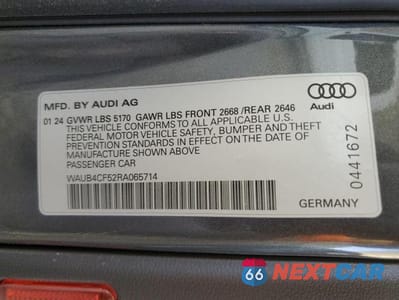 MFD. BY AUDI AG
01 24 GVWR LBS 5170 GAWR LBS FRONT 2668 /REAR 2646
THIS VEHICLE CONFORMS TO ALL APPLICABLE U.S.
FEDERAL MOTOR VEHICLE SAFETY, BUMPER AND THEFT
PREVENTION STANDARDS IN EFFECT ON THE DATE OF
MANUFACTURE SHOWN ABOVE
PASSENGER CAR
WAUB4CF52RA065714
Audi
0441672
GERMANY
66 NEXTCAR